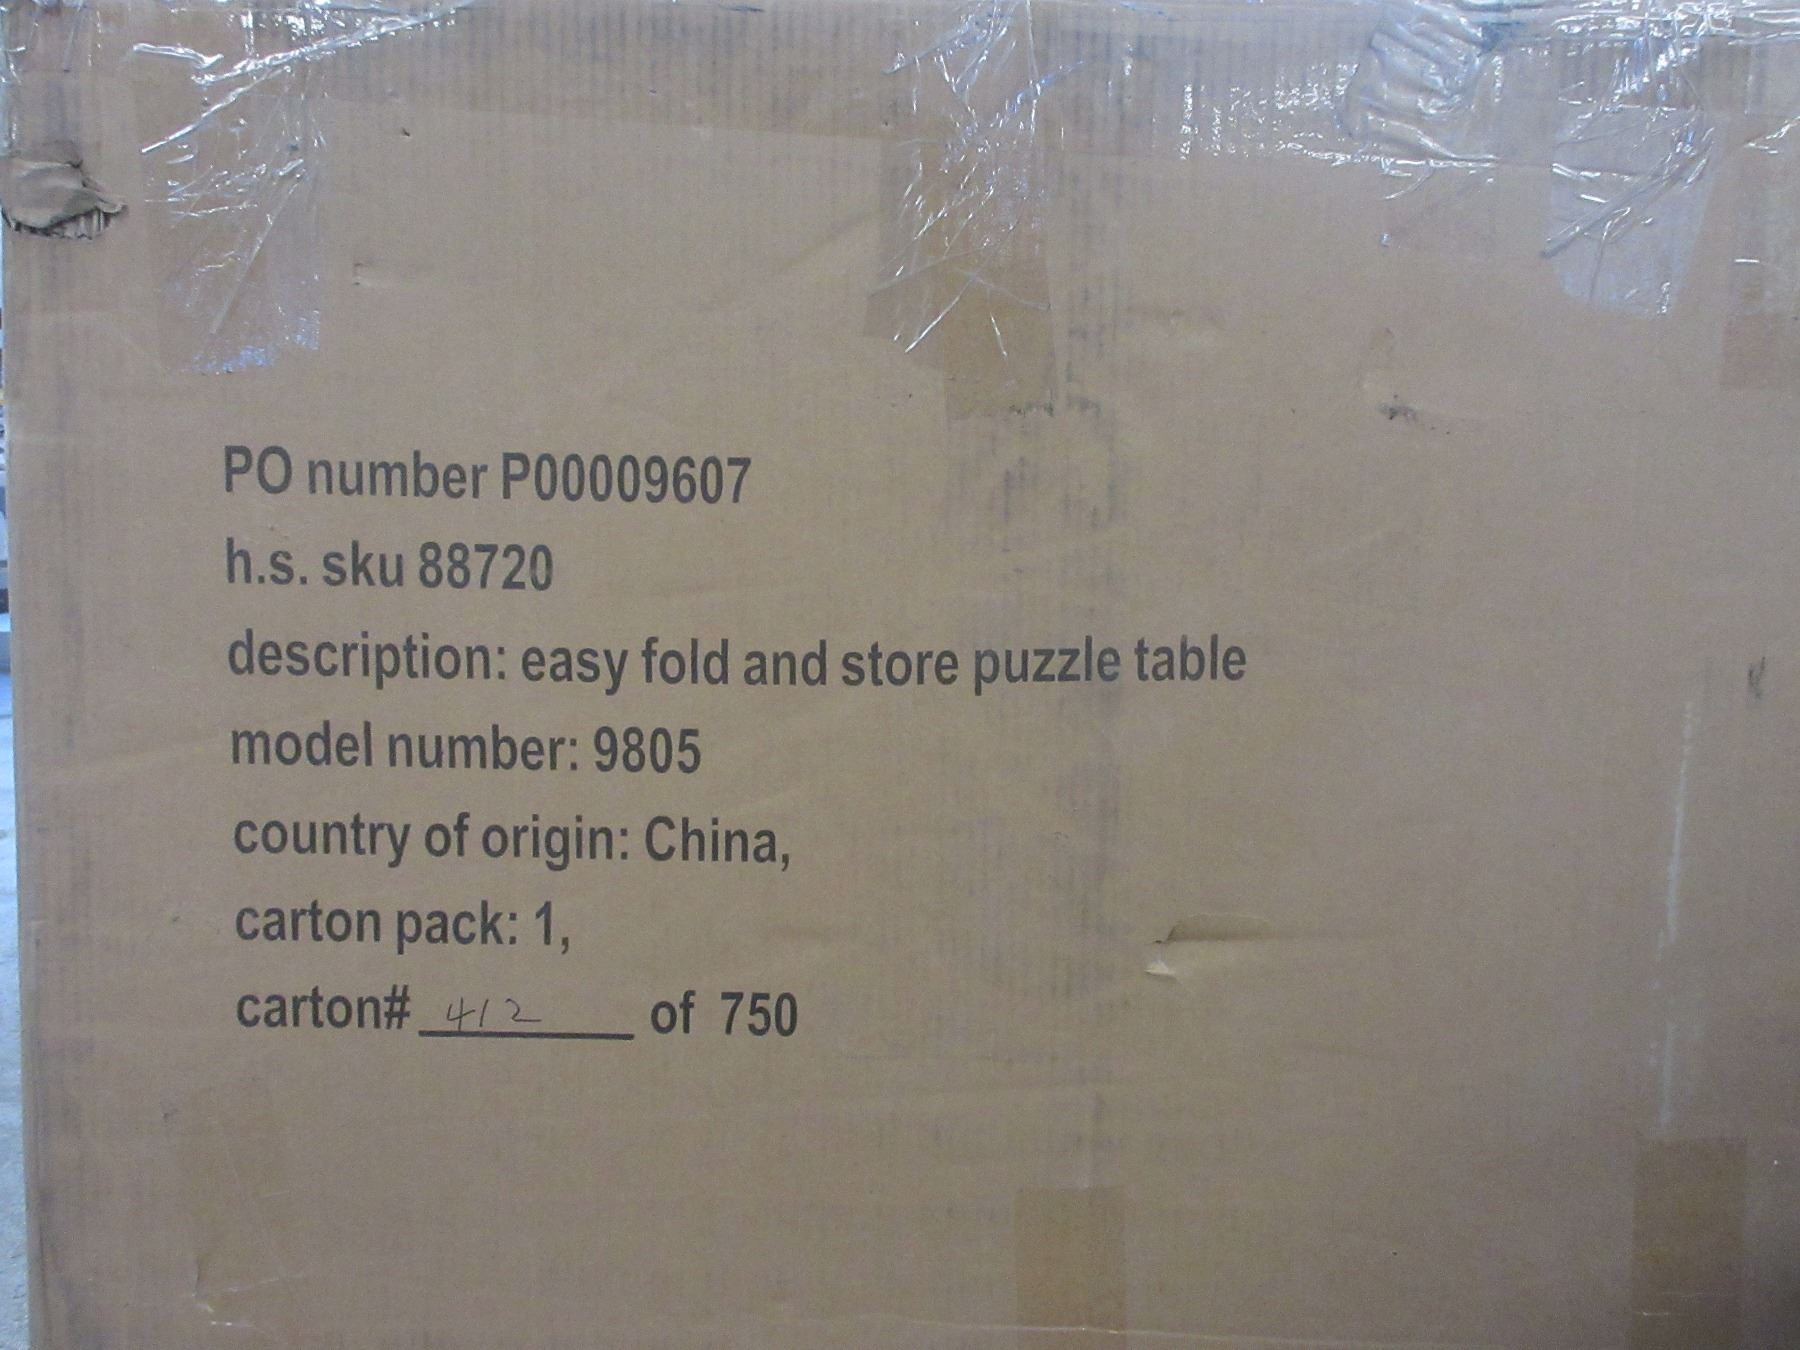 PO number P00009607
h.s. sku 88720
description: easy fold and store puzzle table
model number: 9805
country of origin: China,
carton pack: 1,
carton# 412 of 750